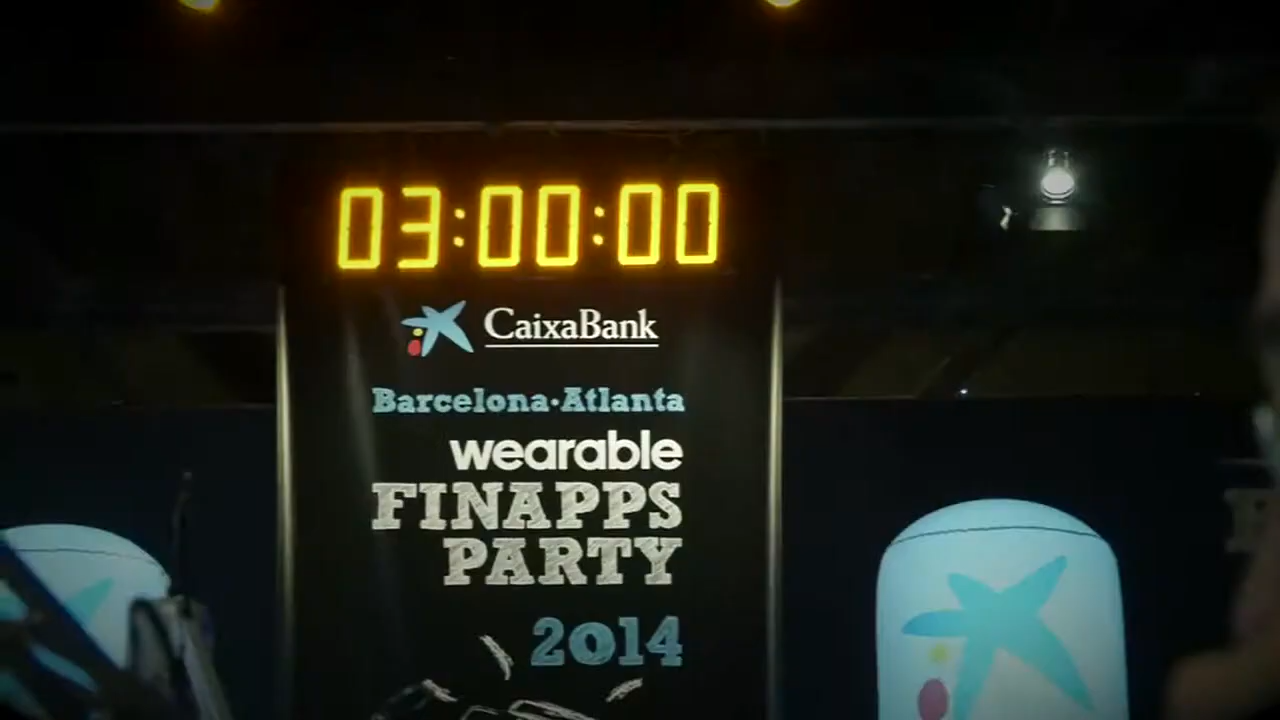 03:00:00
CaixaBank
Barcelona·Atlanta
wearable
FINAPPS
PARTY
2014